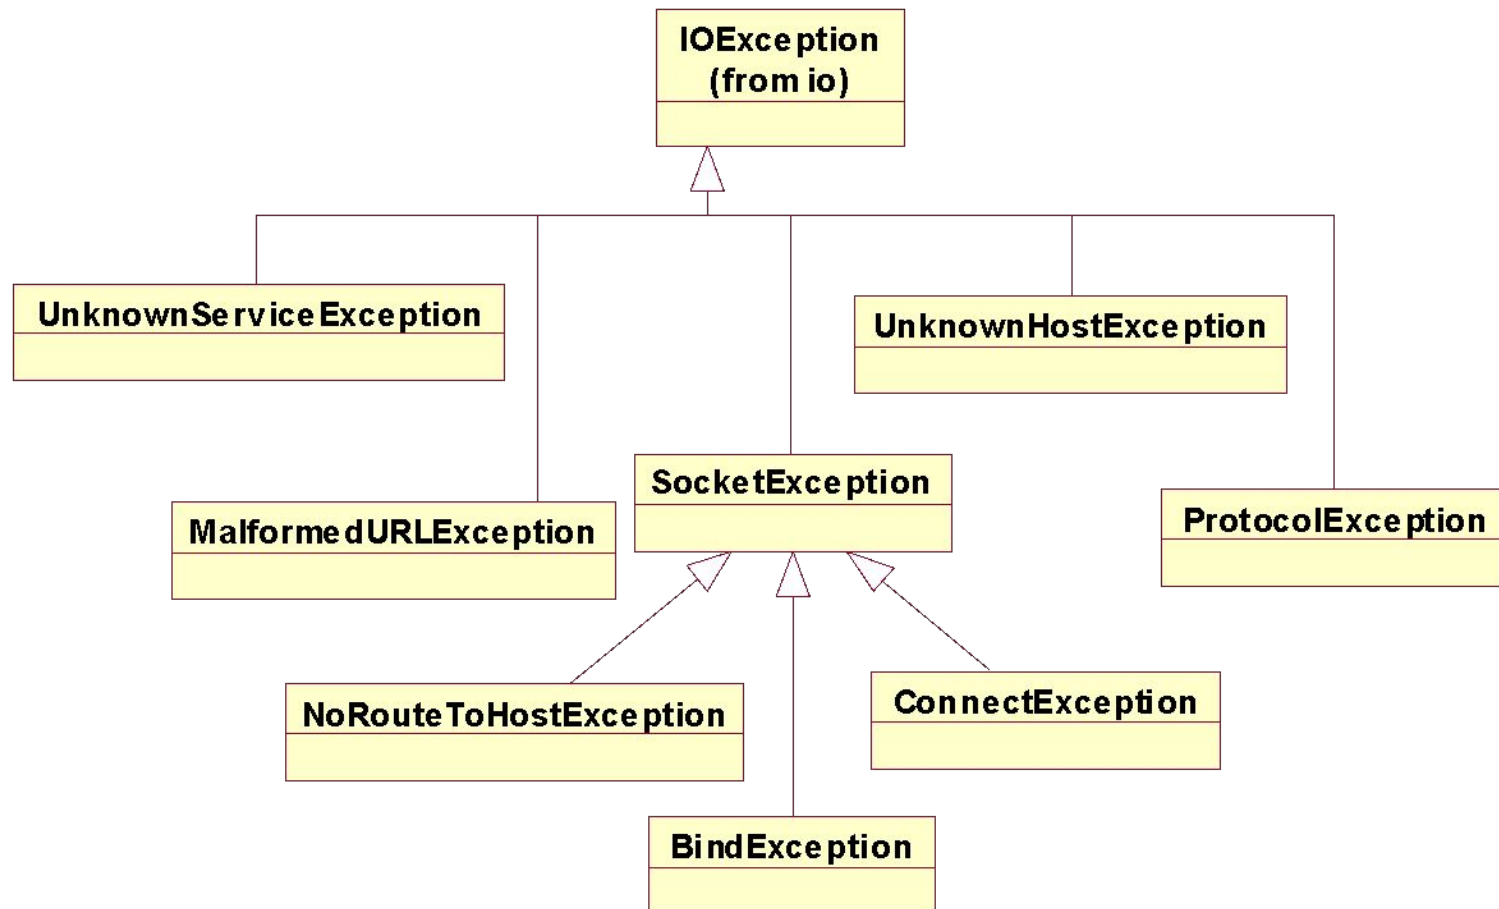 IOException
(from io)
UnknownServiceException
UnknownHostException
SocketException
MalformedURLException
ProtocolException
NoRouteToHostException
ConnectException
BindException